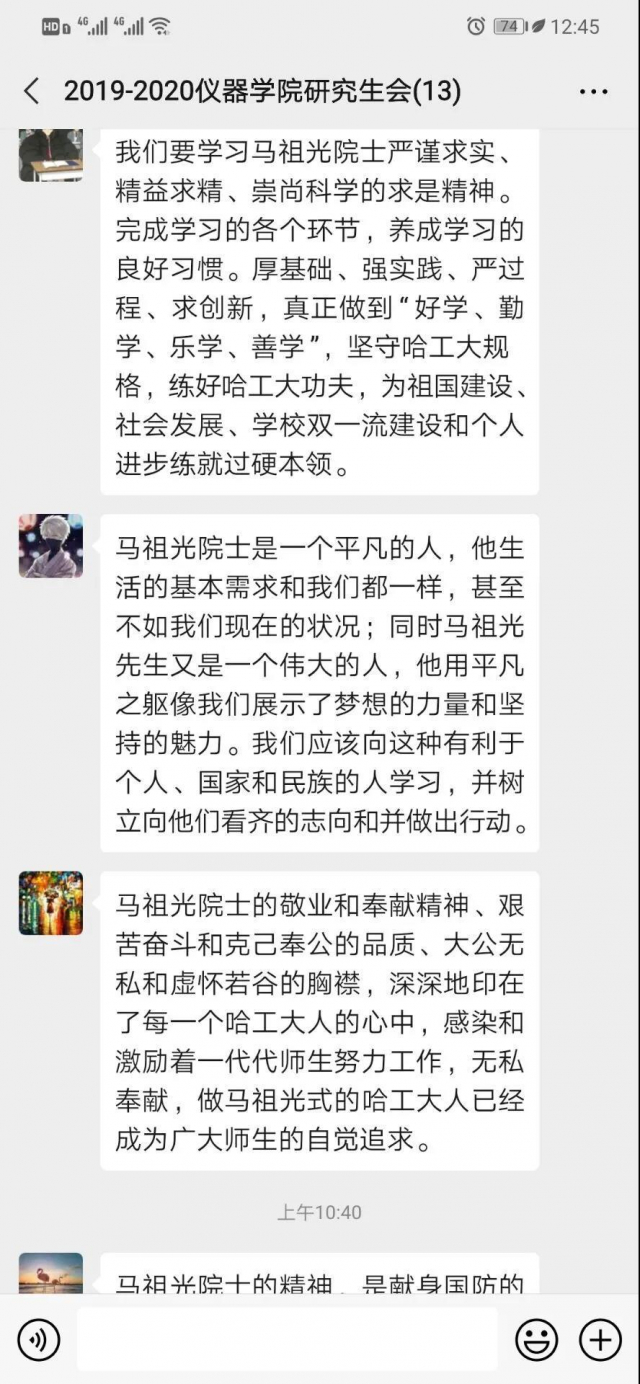 HD 4G 4G 74 12:45
2019-2020仪器学院研究生会(13)
我们要学习马祖光院士严谨求实、
精益求精、崇尚科学的求是精神。
完成学习的各个环节，养成学习的
良好习惯。厚基础、强实践、严过
程、求创新，真正做到“好学、勤
学、乐学、善学”，坚守哈工大规
格，练好哈工大功夫，为祖国建设、
社会发展、学校双一流建设和个人
进步练就过硬本领。
马祖光院士是一个平凡的人，他生
活的基本需求和我们都一样，甚至
不如我们现在的状况；同时马祖光
先生又是一个伟大的人，他用平凡
之躯像我们展示了梦想的力量和坚
持的魅力。我们应该向这种有利于
个人、国家和民族的人学习，并树
立向他们看齐的志向和并做出行动。
马祖光院士的敬业和奉献精神、艰
苦奋斗和克己奉公的品质、大公无
私和虚怀若谷的胸襟，深深地印在
了每一个哈工大人的心中，感染和
激励着一代代师生努力工作，无私
奉献，做马祖光式的哈工大人已经
成为广大师生的自觉追求。
上午10:40
马祖光院士的精神，是献身国防的